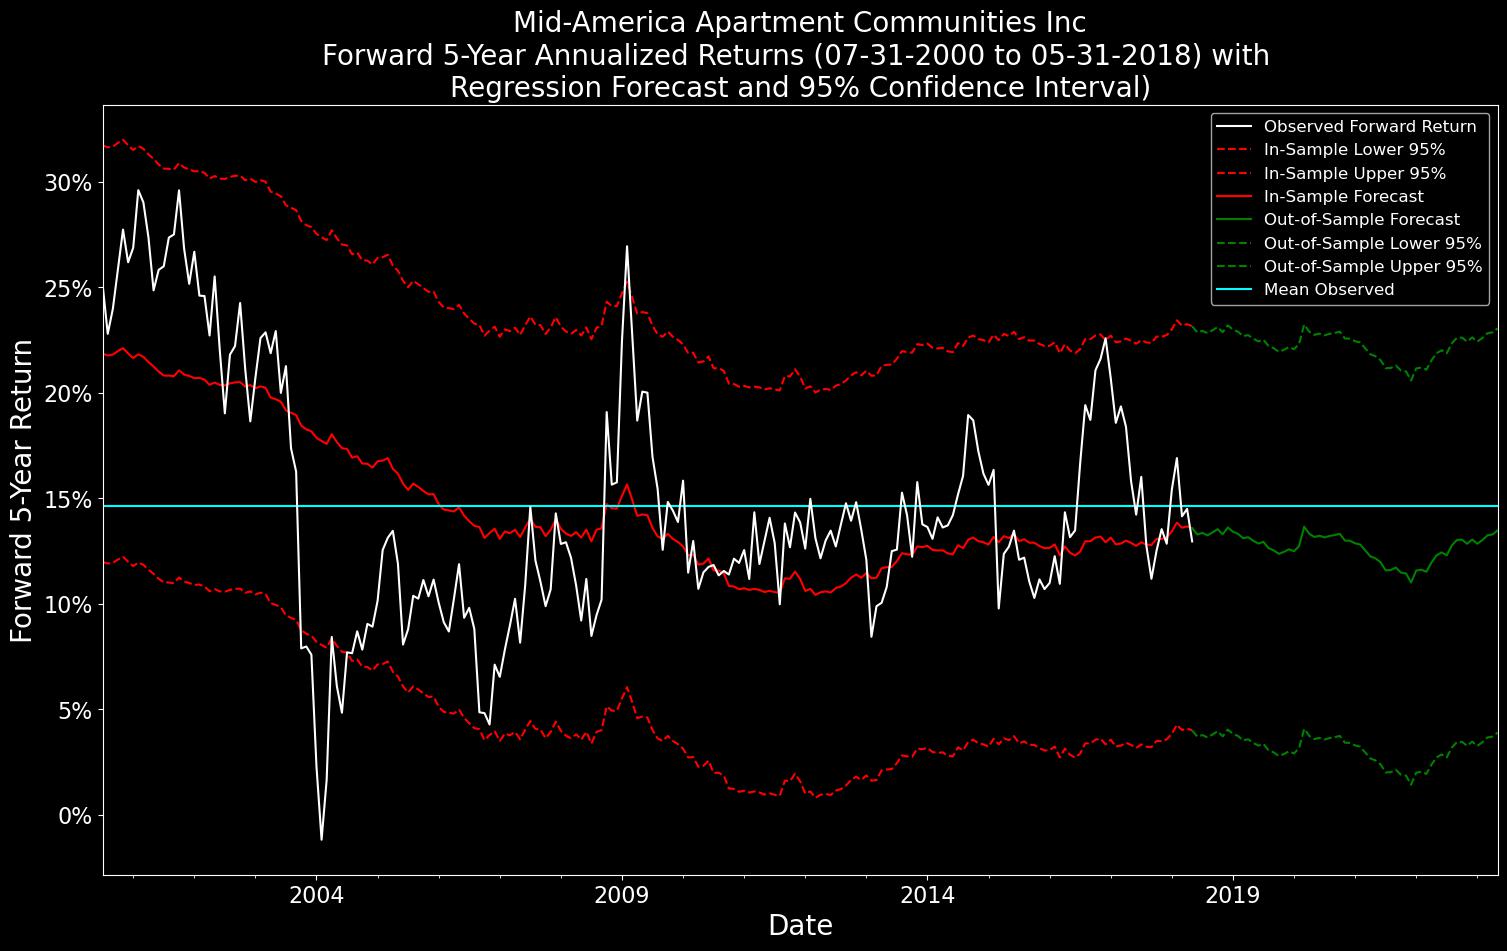 Mid-America Apartment Communities Inc
Forward 5-Year Annualized Returns (07-31-2000 to 05-31-2018) with
Regression Forecast and 95% Confidence Interval)
Observed Forward Return
In-Sample Lower 95%
In-Sample Upper 95%
In-Sample Forecast
Out-of-Sample Forecast
Out-of-Sample Lower 95%
Out-of-Sample Upper 95%
Mean Observed
Forward 5-Year Return
30%
25%
20%
15%
10%
5%
0%
2004
2009
2014
2019
Date